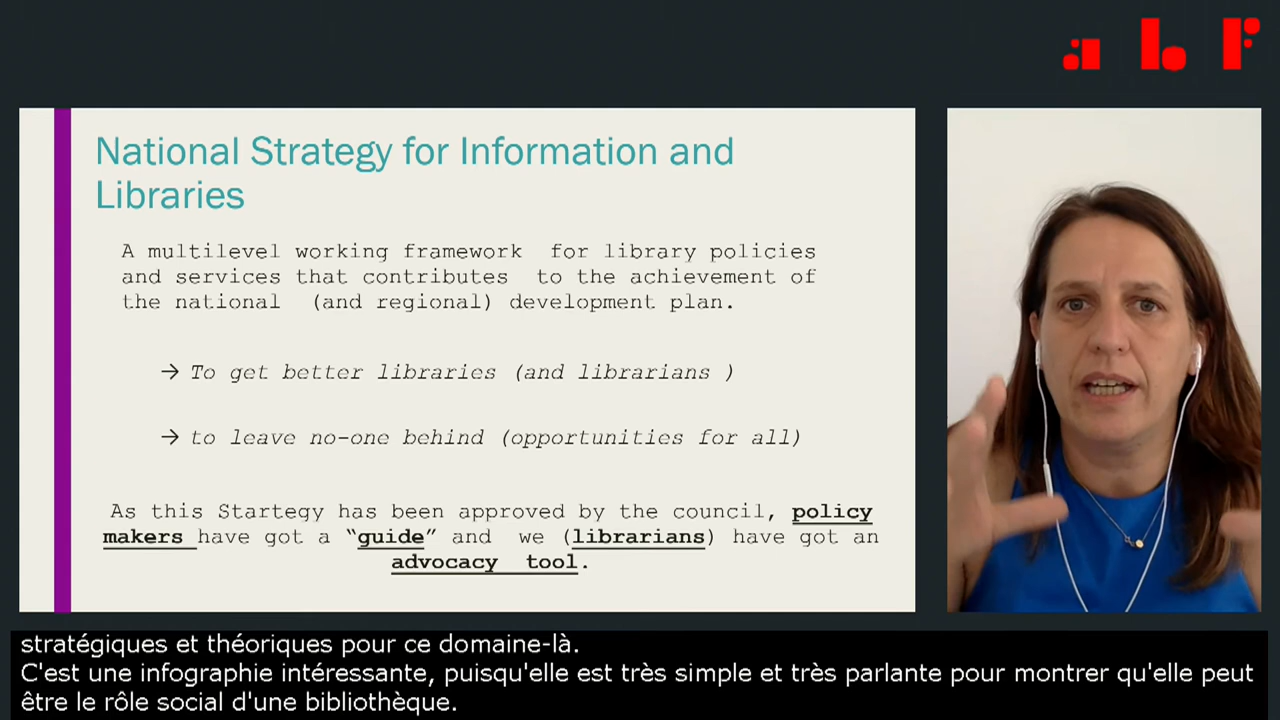 abf
National Strategy for Information and
Libraries
A multilevel working framework for library policies
and services that contributes to the achievement of
the national (and regional) development plan.
→ To get better libraries (and librarians )
→ to leave no-one behind (opportunities for all)
As this Startegy has been approved by the council, policy
makers have got a “guide” and we (librarians) have got an
advocacy tool.
stratégiques et théoriques pour ce domaine-là.
C'est une infographie intéressante, puisqu'elle est très simple et très parlante pour montrer qu'elle peut
être le rôle social d'une bibliothèque.